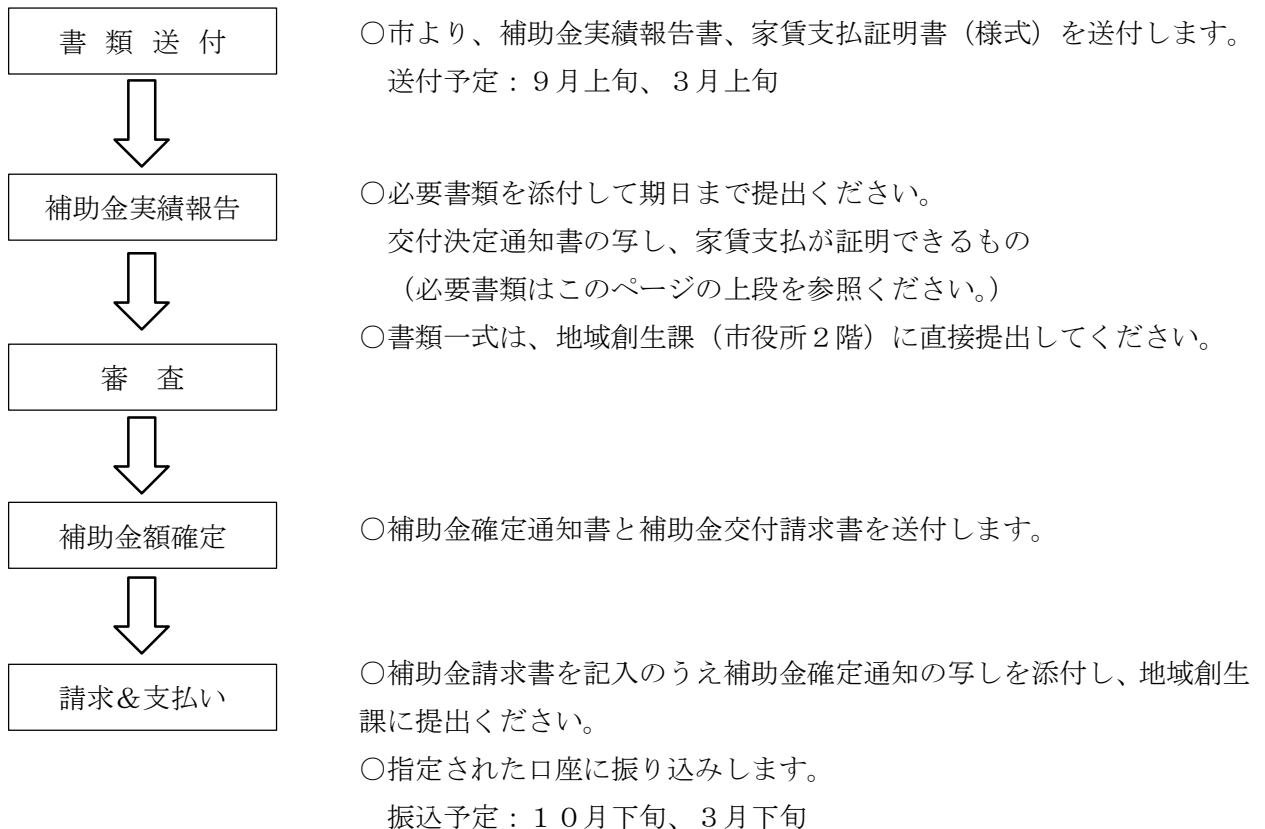 書類送付
○市より、補助金実績報告書、家賃支払証明書（様式）を送付します。
送付予定：９月上旬、３月上旬
補助金実績報告
○必要書類を添付して期日まで提出ください。
交付決定通知書の写し、家賃支払が証明できるもの
（必要書類はこのページの上段を参照ください。）
○書類一式は、地域創生課（市役所２階）に直接提出してください。
審　査
補助金額確定
○補助金確定通知書と補助金交付請求書を送付します。
請求＆支払い
○補助金請求書を記入のうえ補助金確定通知の写しを添付し、地域創生
課に提出ください。
○指定された口座に振り込みします。
振込予定：１０月下旬、３月下旬